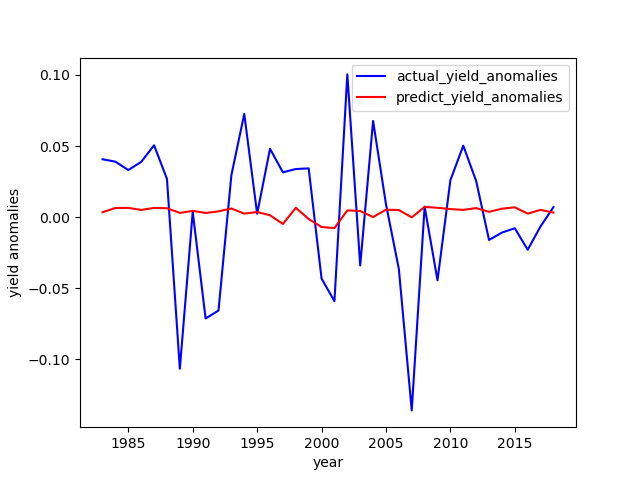 actual_yield_anomalies
predict_yield_anomalies
0.10
0.05
0.00
−0.05
−0.10
yield anomalies
1985 1990 1995 2000 2005 2010 2015
year